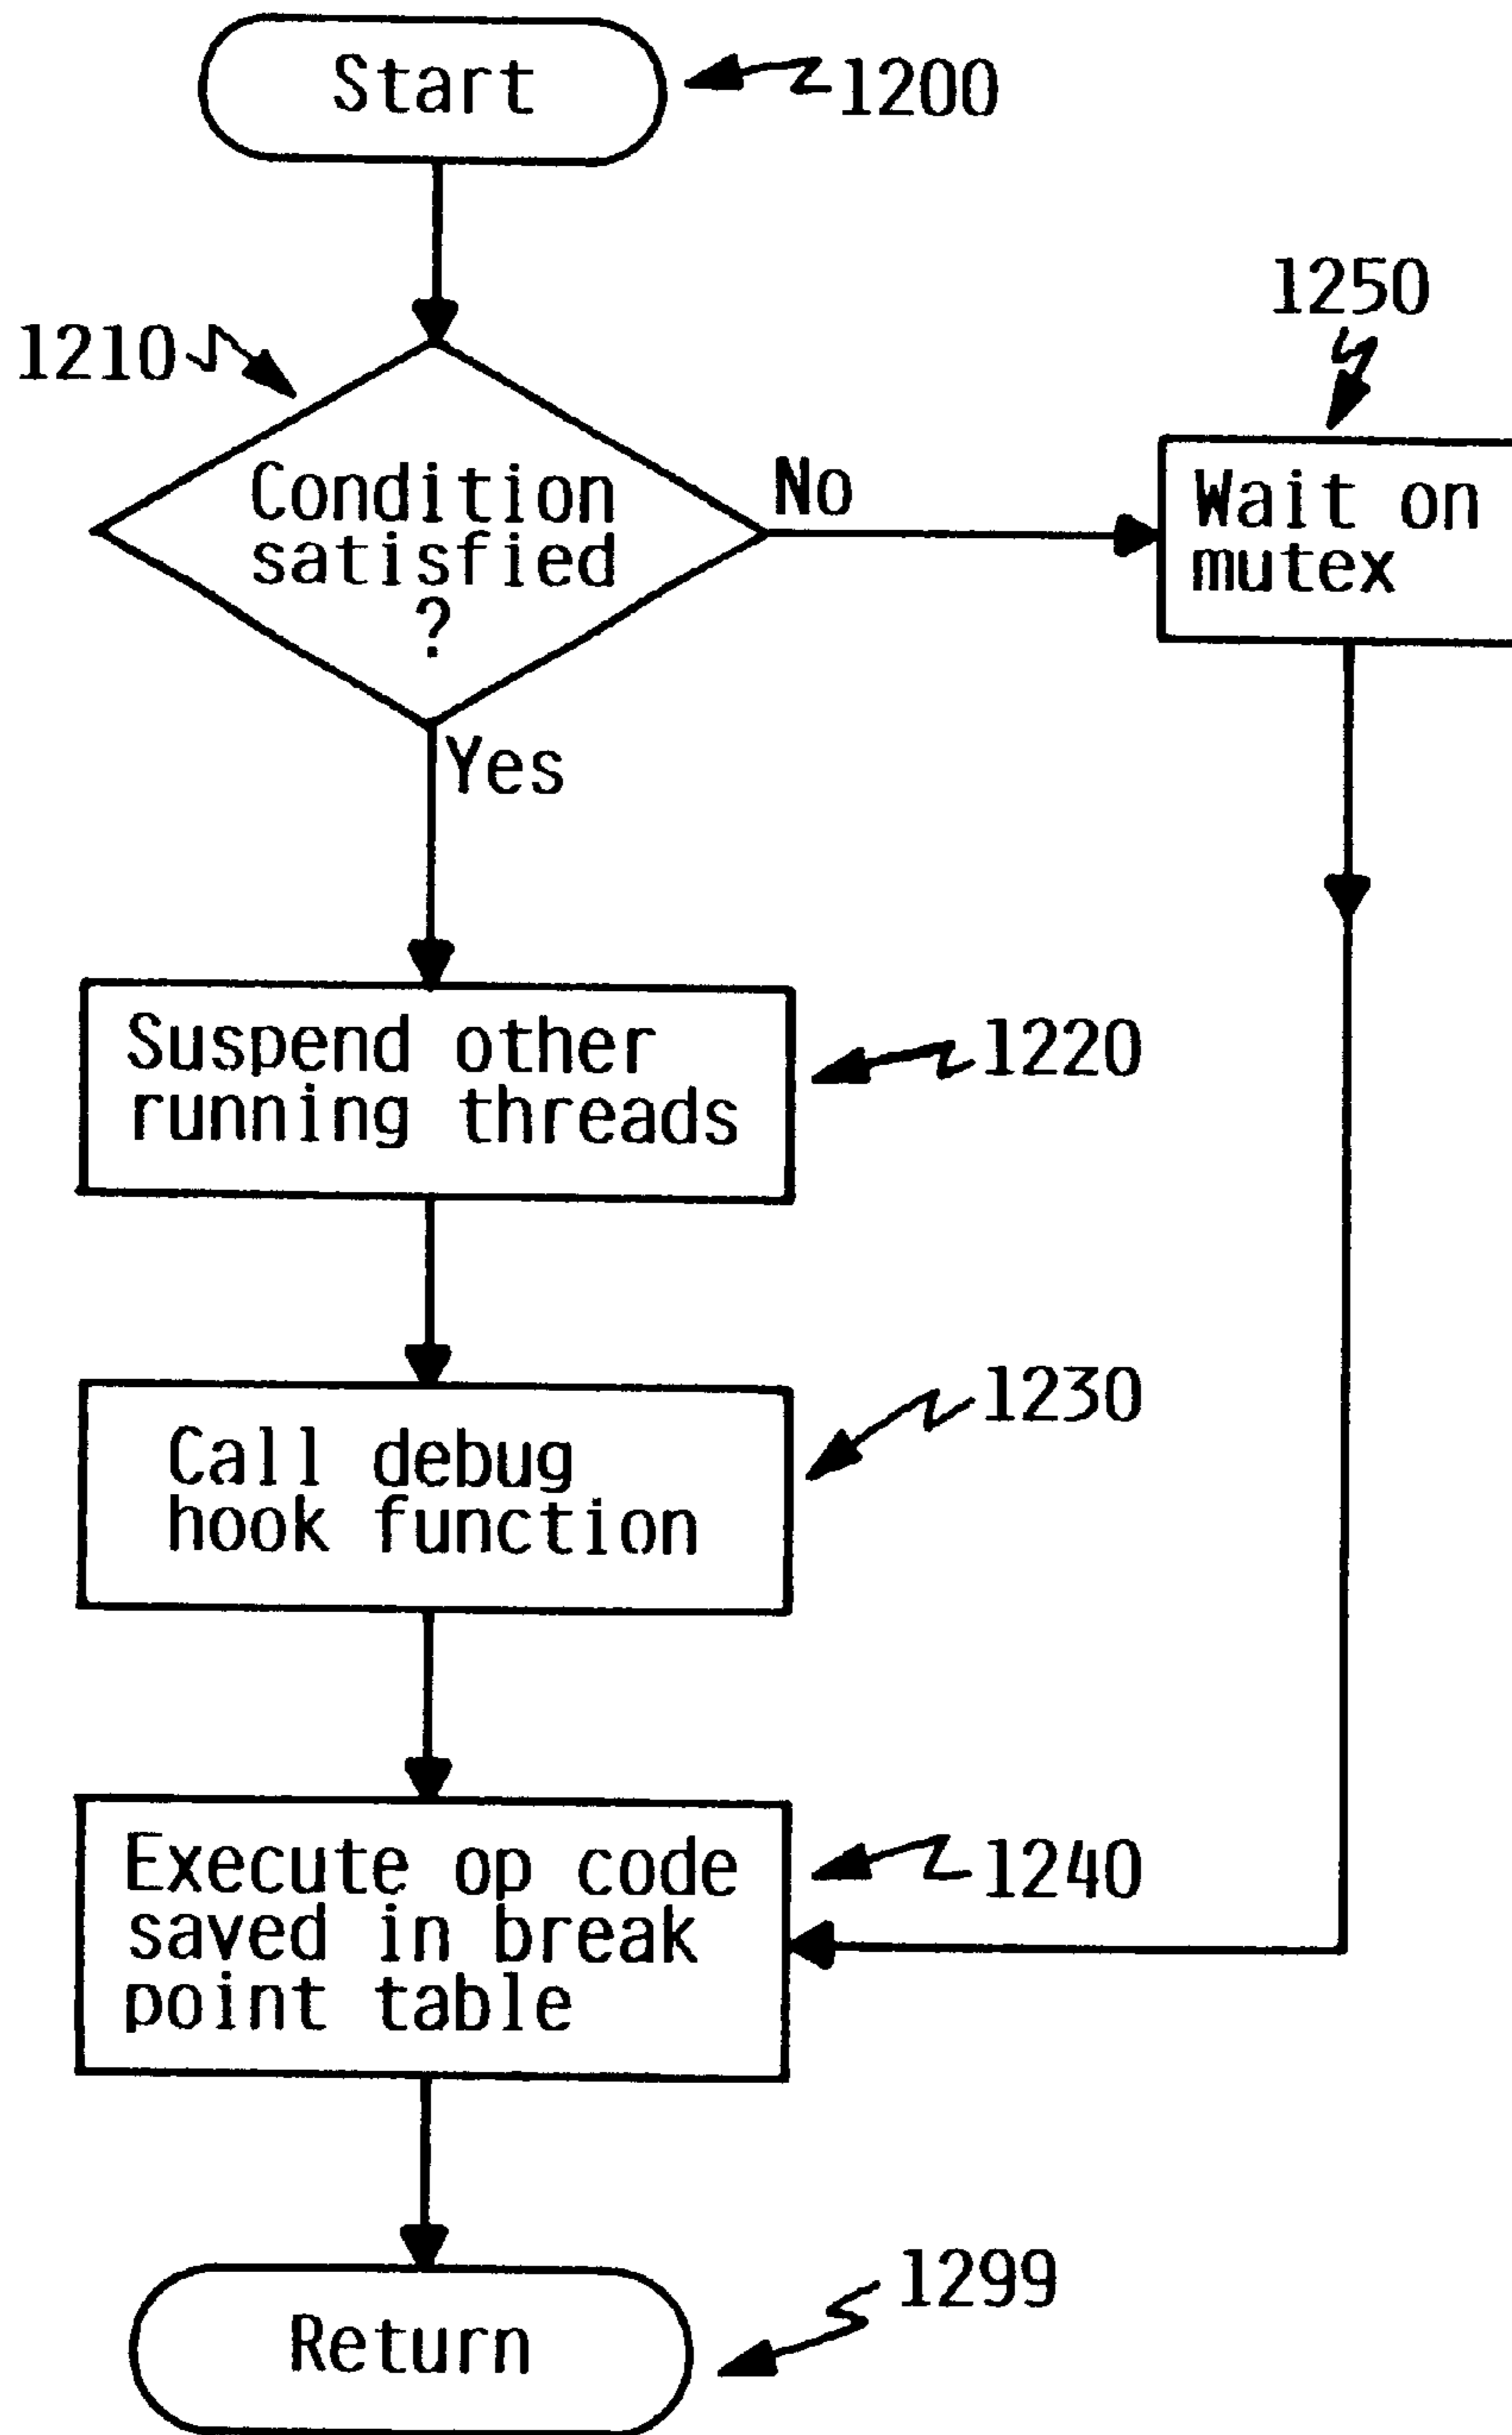 Start
1200
1210
1250
Condition
satisfied
?
No
Wait on
mutex
Yes
Suspend other
running threads
1220
Call debug
hook function
1230
Execute op code
saved in break
point table
1240
Return
1299